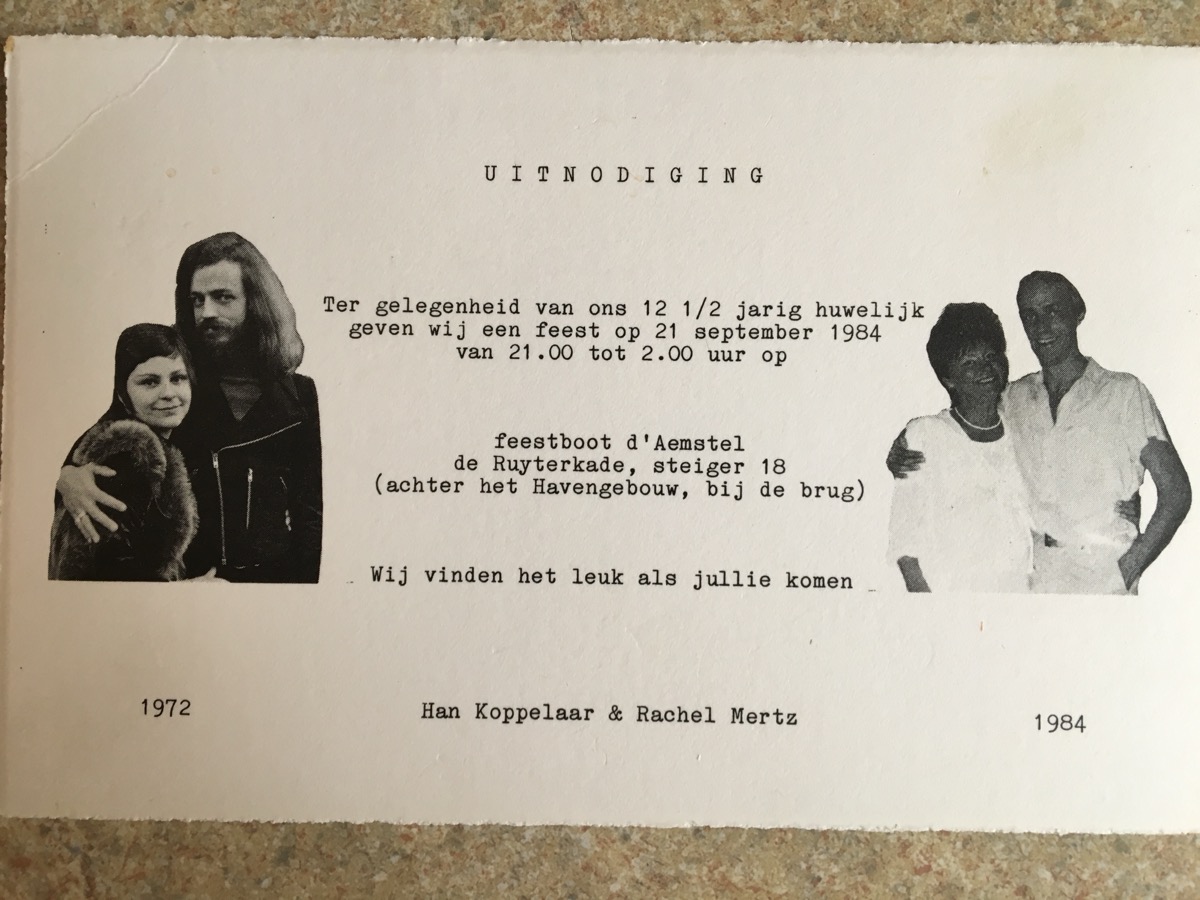 UITNODIGING
Ter gelegenheid van ons 12 1/2 jarig huwelijk
geven wij een feest op 21 september 1984
van 21.00 tot 2.00 uur op
feestboot d'Aemstel
de Ruyterkade, steiger 18
(achter het Havengebouw, bij de brug)
Wij vinden het leuk als jullie komen
1972
Han Koppelaar & Rachel Mertz
1984